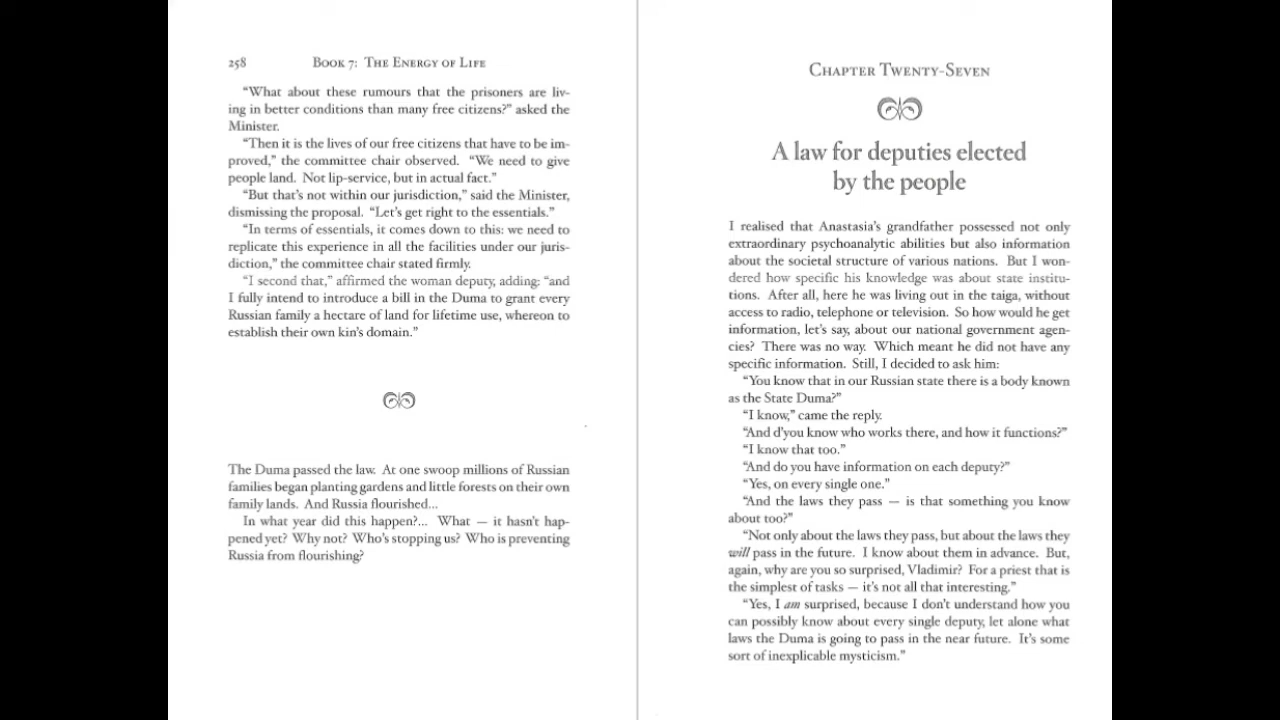 258 BOOK 7: THE ENERGY OF LIFE
“What about these rumours that the prisoners are liv-
ing in better conditions than many free citizens?” asked the
Minister.
“Then it is the lives of our free citizens that have to be im-
proved,” the committee chair observed. “We need to give
people land. Not lip-service, but in actual fact.”
“But that’s not within our jurisdiction,” said the Minister,
dismissing the proposal. “Let’s get right to the essentials.”
“In terms of essentials, it comes down to this: we need to
replicate this experience in all the facilities under our juris-
diction,” the committee chair stated firmly.
“I second that,” affirmed the woman deputy, adding: “and
I fully intend to introduce a bill in the Duma to grant every
Russian family a hectare of land for lifetime use, whereon to
establish their own kin’s domain.”
The Duma passed the law. At one swoop millions of Russian
families began planting gardens and little forests on their own
family lands. And Russia flourished...
In what year did this happen?... What — it hasn’t hap-
pened yet? Why not? Who’s stopping us? Who is preventing
Russia from flourishing?
CHAPTER TWENTY-SEVEN
A law for deputies elected
by the people
I realised that Anastasia’s grandfather possessed not only
extraordinary psychoanalytic abilities but also information
about the societal structure of various nations. But I won-
dered how specific his knowledge was about state institu-
tions. After all, here he was living out in the taiga, without
access to radio, telephone or television. So how would he get
information, let’s say, about our national government agen-
cies? There was no way. Which meant he did not have any
specific information. Still, I decided to ask him:
“You know that in our Russian state there is a body known
as the State Duma?”
“I know,” came the reply.
“And d’you know who works there, and how it functions?”
“I know that too.”
“And do you have information on each deputy?”
“Yes, on every single one.”
“And the laws they pass — is that something you know
about too?”
“Not only about the laws they pass, but about the laws they
will pass in the future. I know about them in advance. But,
again, why are you so surprised, Vladimir? For a priest that is
the simplest of tasks — it’s not all that interesting.”
“Yes, I am surprised, because I don’t understand how you
can possibly know about every single deputy, let alone what
laws the Duma is going to pass in the near future. It’s some
sort of inexplicable mysticism.”